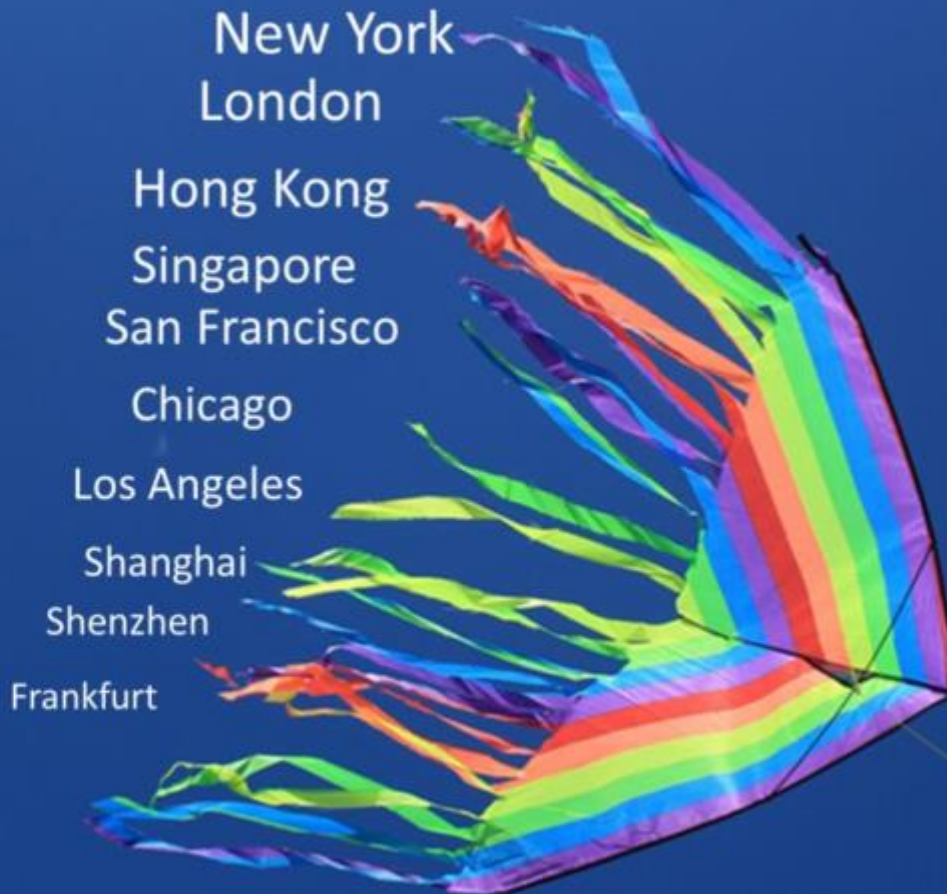 New York
London
Hong Kong
Singapore
San Francisco
Chicago
Los Angeles
Shanghai
Shenzhen
Frankfurt